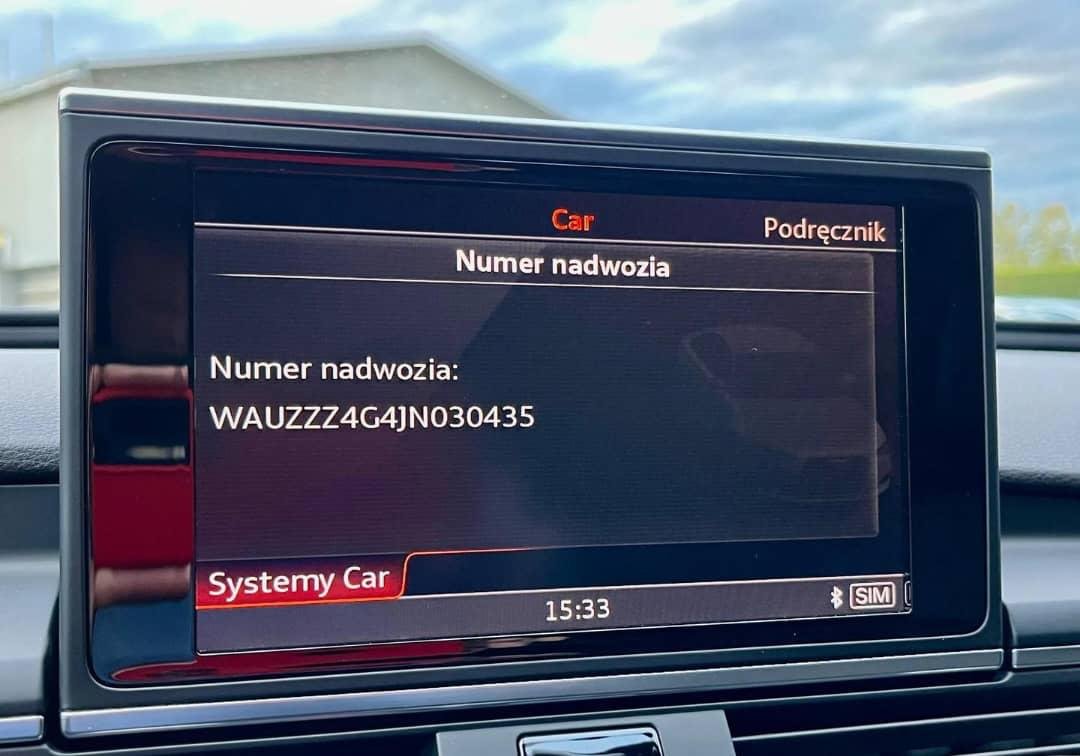 Car
Podręcznik
Numer nadwozia
Numer nadwozia:
WAUZZZ4G4JN030435
Systemy Car
15:33
SIM